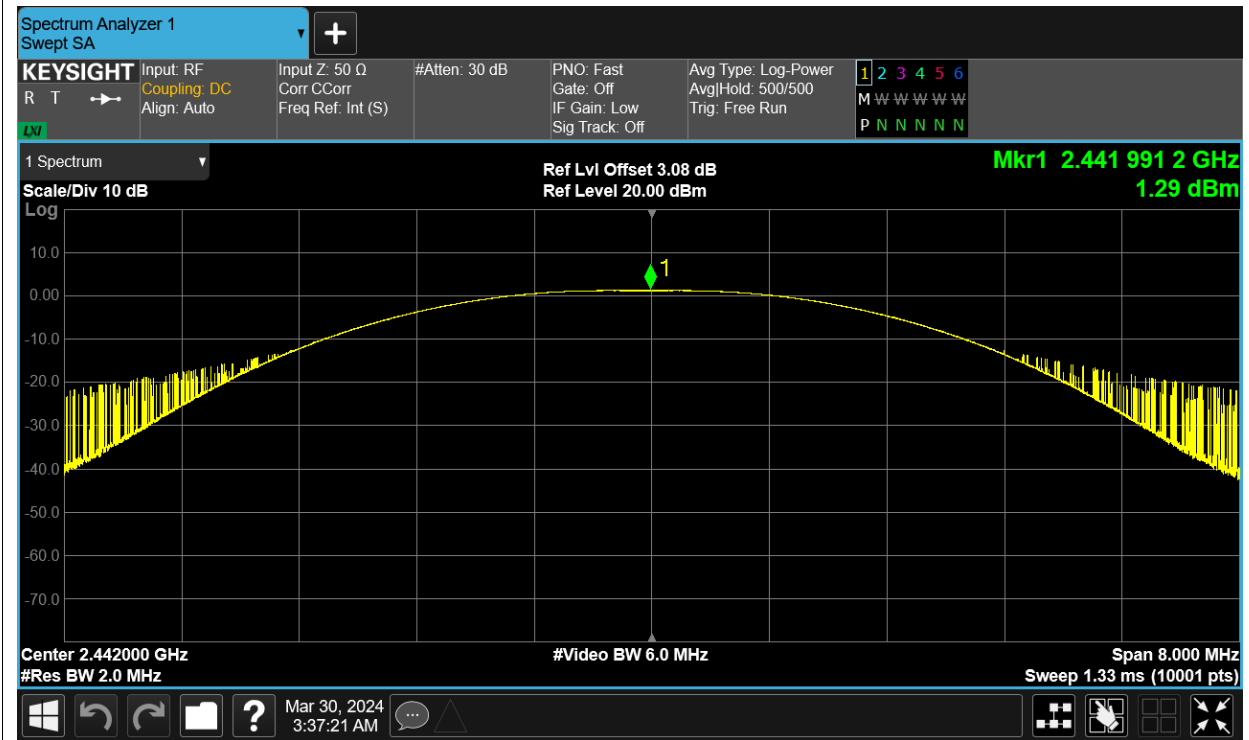 Spectrum Analyzer 1
Swept SA
KEYSIGHT
R T
LXI
Input: RF
Coupling: DC
Align: Auto
Input Z: 50 Ω
Corr CCorr
Freq Ref: Int (S)
#Atten: 30 dB
PNO: Fast
Gate: Off
IF Gain: Low
Sig Track: Off
Avg Type: Log-Power
Avg|Hold: 500/500
Trig: Free Run
1 2 3 4 5 6
M W W W W W
P N N N N N
1 Spectrum
Scale/Div 10 dB
Log
Ref Lvl Offset 3.08 dB
Ref Level 20.00 dBm
Mkr1 2.441 991 2 GHz
1.29 dBm
1
10.0
0.00
-10.0
-20.0
-30.0
-40.0
-50.0
-60.0
-70.0
Center 2.442000 GHz
#Res BW 2.0 MHz
#Video BW 6.0 MHz
Span 8.000 MHz
Sweep 1.33 ms (10001 pts)
?
Mar 30, 2024
3:37:21 AM